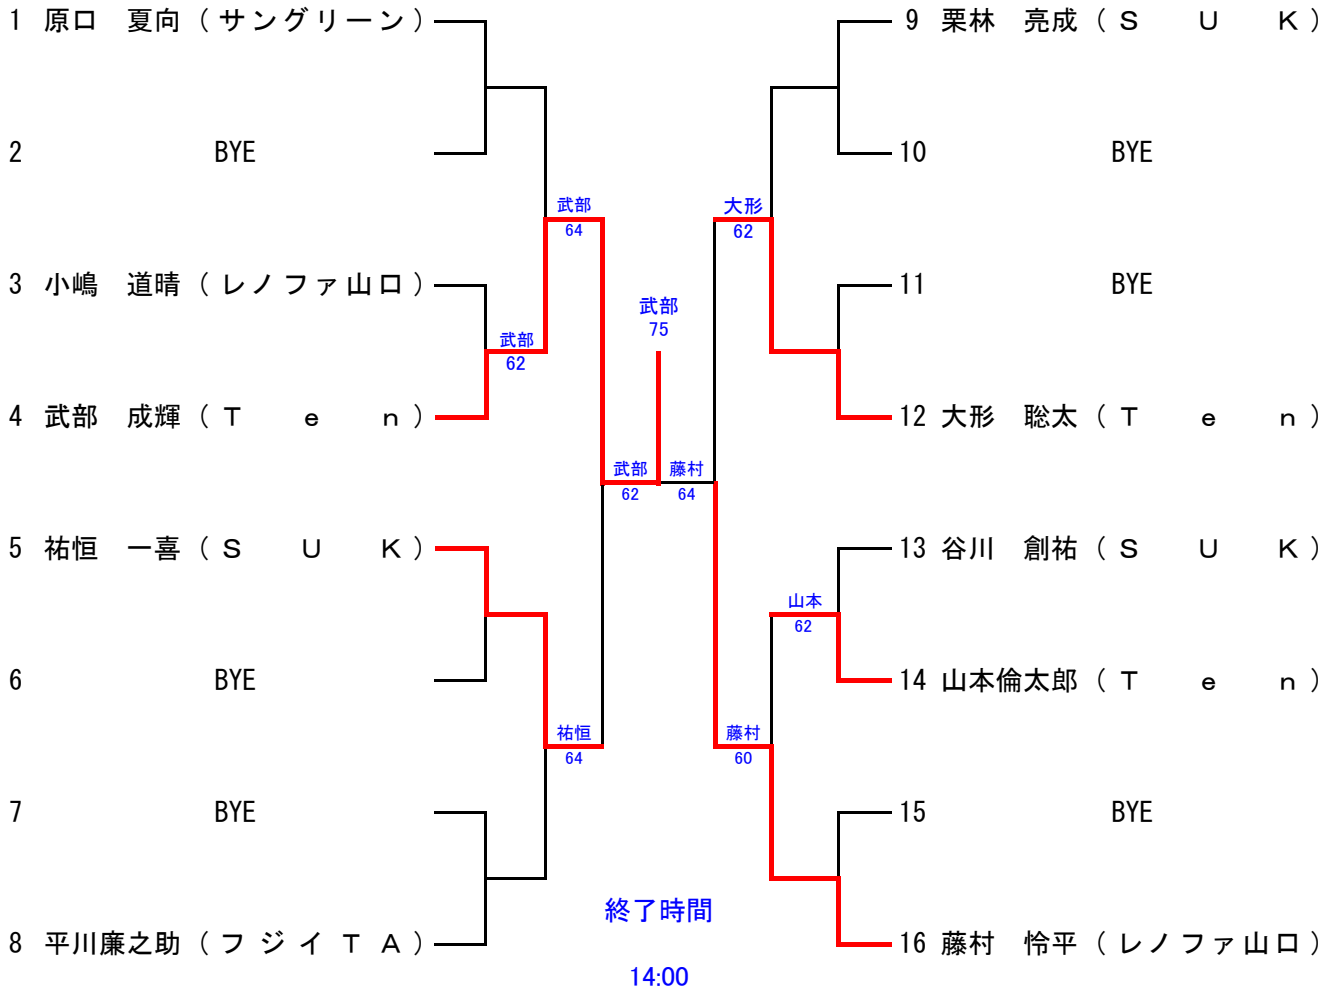 1 原口 夏向 (サングリーン)
2 BYE
武部
64
3 小嶋 道晴 (レノファ山口)
武部
62
4 武部 成輝 (T e n)
武部
75
武部
62
藤村
64
5 祐恒 一喜 (S U K)
6 BYE
祐恒
64
7 BYE
8 平川廉之助 (フジイTA)
9 栗林 亮成 (S U K)
10 BYE
大形
62
11 BYE
12 大形 聡太 (T e n)
13 谷川 創祐 (S U K)
山本
62
14 山本倫太郎 (T e n)
藤村
60
15 BYE
16 藤村 怜平 (レノファ山口)
終了時間
14:00